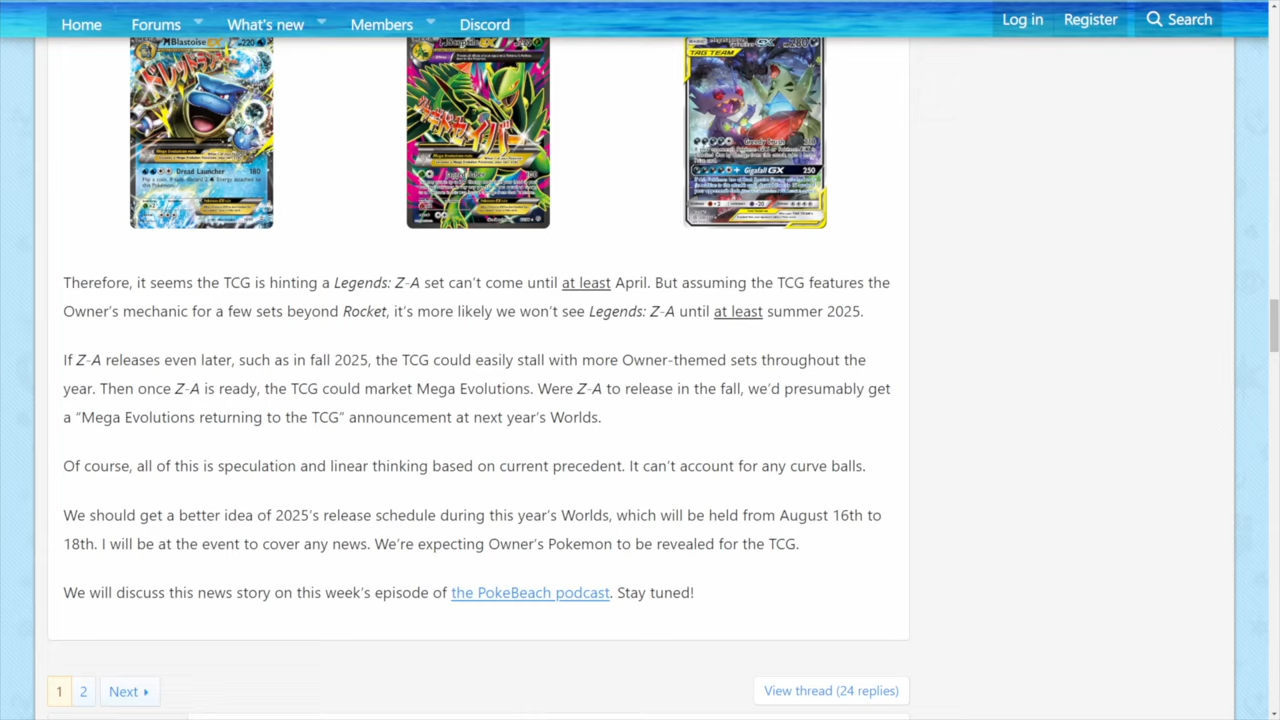 Home Forums What's new Members Discord Log in Register Search
Blastoise EX 220
Dread Launcher 180
TAG TEAM
Gigafall GX 250
Therefore, it seems the TCG is hinting a Legends: Z-A set can't come until at least April. But assuming the TCG features the
Owner's mechanic for a few sets beyond Rocket, it's more likely we won't see Legends: Z-A until at least summer 2025.
If Z-A releases even later, such as in fall 2025, the TCG could easily stall with more Owner-themed sets throughout the
year. Then once Z-A is ready, the TCG could market Mega Evolutions. Were Z-A to release in the fall, we'd presumably get
a "Mega Evolutions returning to the TCG" announcement at next year's Worlds.
Of course, all of this is speculation and linear thinking based on current precedent. It can't account for any curve balls.
We should get a better idea of 2025's release schedule during this year's Worlds, which will be held from August 16th to
18th. I will be at the event to cover any news. We're expecting Owner's Pokemon to be revealed for the TCG.
We will discuss this news story on this week's episode of the PokeBeach podcast. Stay tuned!
1 2 Next View thread (24 replies)